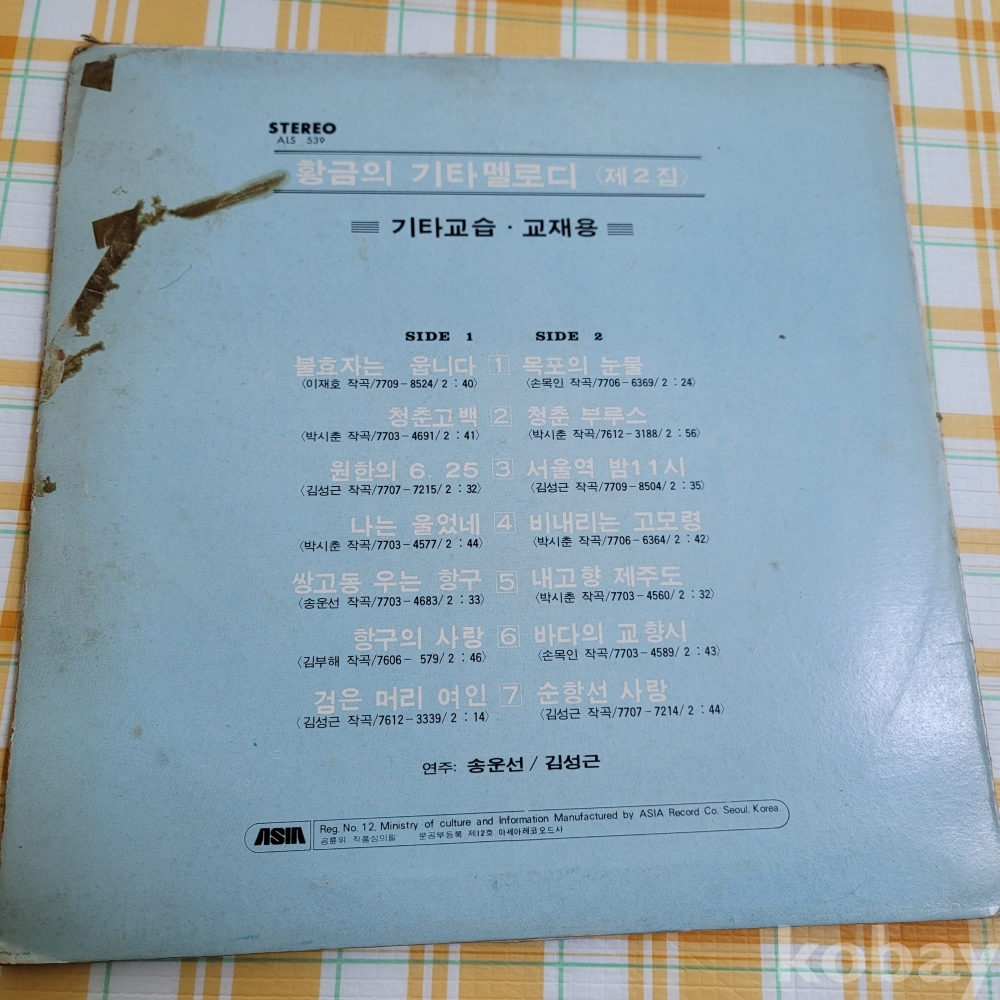 STEREO
ALS 539
황금의 기타멜로디 〈제2집〉
기타교습 · 교재용
SIDE 1 SIDE 2
불효자는 웁니다 1 목포의 눈물
〈이재호 작곡/7709-8524/2:40〉 〈손목인 작곡/7706-6369/2:24〉
청춘고백 2 청춘 부루스
〈박시춘 작곡/7703-4691/2:41〉 〈박시춘 작곡/7612-3188/2:56〉
원한의 6. 25 3 서울역 밤11시
〈김성근 작곡/7707-7215/2:32〉 〈김성근 작곡/7709-8504/2:35〉
나는 울었네 4 비내리는 고모령
〈박시춘 작곡/7703-4577/2:44〉 〈박시춘 작곡/7706-6364/2:42〉
쌍고동 우는 항구 5 내고향 제주도
〈송운선 작곡/7703-4683/2:33〉 〈박시춘 작곡/7703-4560/2:32〉
항구의 사랑 6 바다의 교향시
〈김부해 작곡/7606-579/2:46〉 〈손목인 작곡/7703-4589/2:43〉
검은 머리 여인 7 순항선 사랑
〈김성근 작곡/7612-3339/2:14〉 〈김성근 작곡/7707-7214/2:44〉
연주: 송운선 / 김성근
ASIA
Reg. No. 12, Ministry of culture and Information Manufactured by ASIA Record Co. Seoul, Korea.
공륜위 작품심의필 문공부등록 제12호 아세아레코오드사
kobay